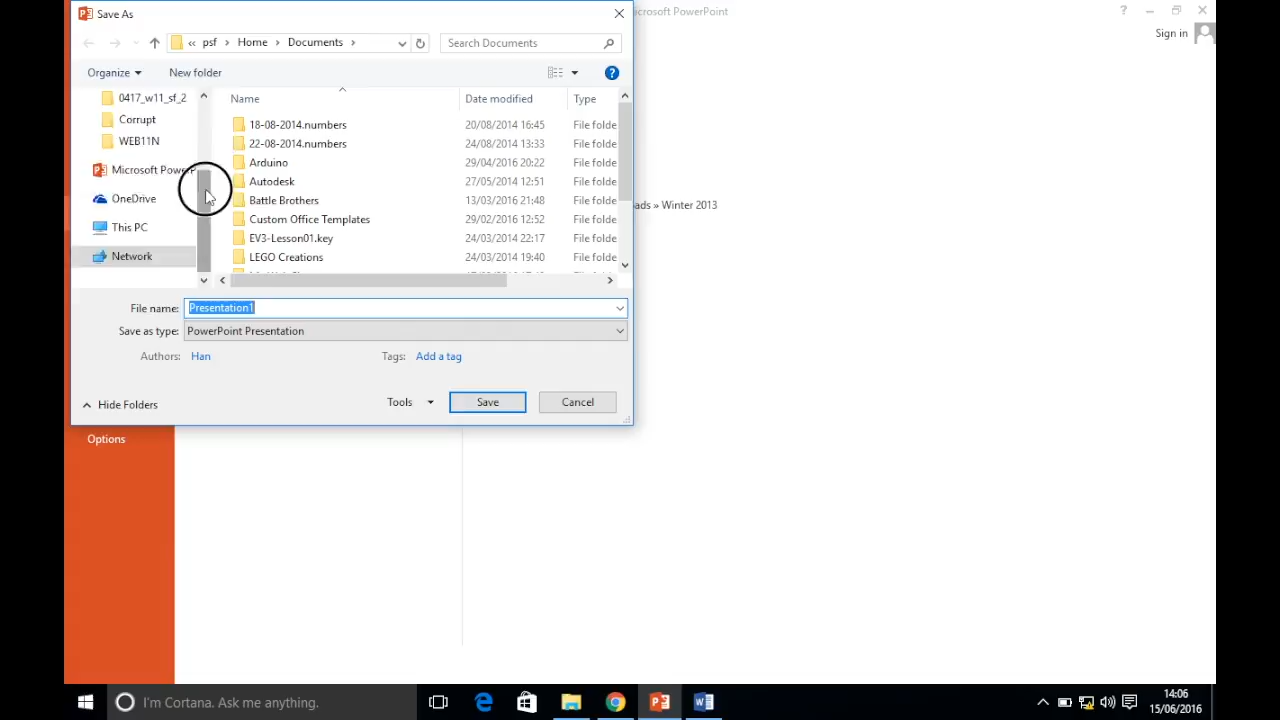 Save As
icrosoft PowerPoint
?
Sign in
« psf > Home > Documents >
Search Documents
Organize
New folder
?
0417_w11_sf_2
Corrupt
WEB11N
Microsoft PowerP
OneDrive
This PC
Network
Name Date modified Type
18-08-2014.numbers 20/08/2014 16:45 File folde
22-08-2014.numbers 24/08/2014 13:33 File folde
Arduino 29/04/2016 20:22 File folde
Autodesk 27/05/2014 12:51 File folde
Battle Brothers 13/03/2016 21:48 File folde
Custom Office Templates 29/02/2016 12:52 File folde
EV3-Lesson01.key 24/03/2014 22:17 File folde
LEGO Creations 24/03/2014 19:40 File folde
ads » Winter 2013
File name: Presentation1
Save as type: PowerPoint Presentation
Authors: Han
Tags: Add a tag
Hide Folders
Tools
Save
Cancel
Options
I'm Cortana. Ask me anything.
14:06
15/06/2016